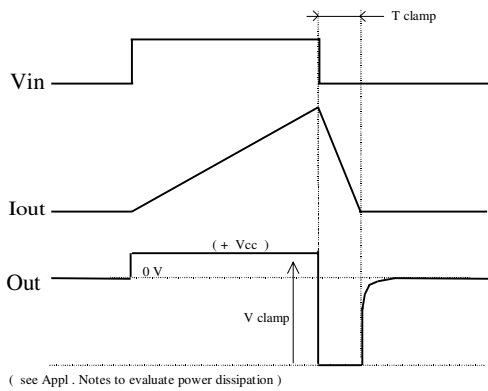 T clamp
Vin
Iout
( + Vcc )
0 V
Out
V clamp
( see Appl . Notes to evaluate power dissipation )